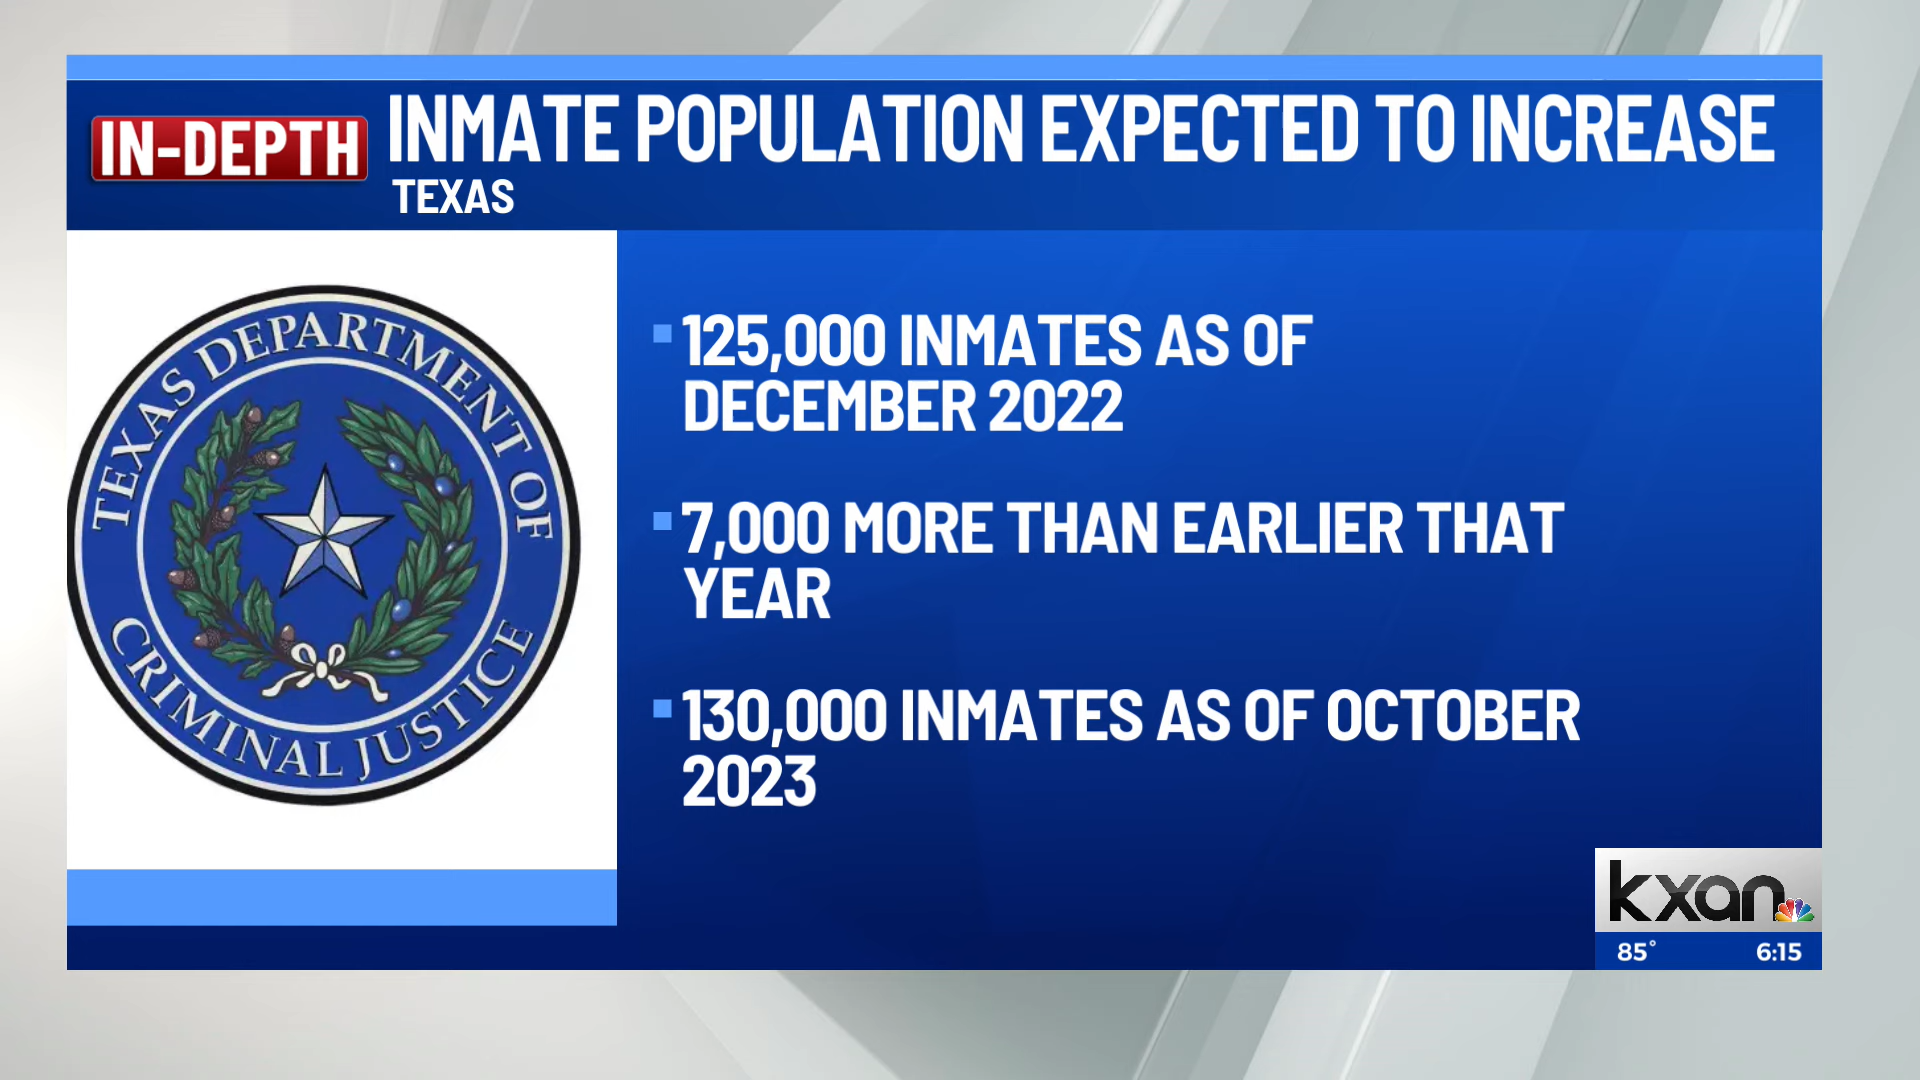 IN-DEPTH
INMATE POPULATION EXPECTED TO INCREASE
TEXAS
TEXAS DEPARTMENT OF
CRIMINAL JUSTICE
125,000 INMATES AS OF
DECEMBER 2022
7,000 MORE THAN EARLIER THAT
YEAR
130,000 INMATES AS OF OCTOBER
2023
kxan
85° 6:15